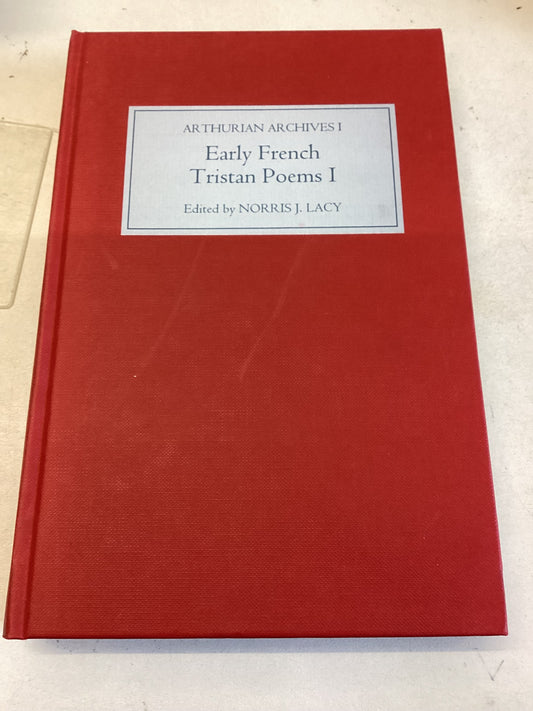 ARTHURIAN ARCHIVES I
Early French
Tristan Poems I
Edited by NORRIS J. LACY